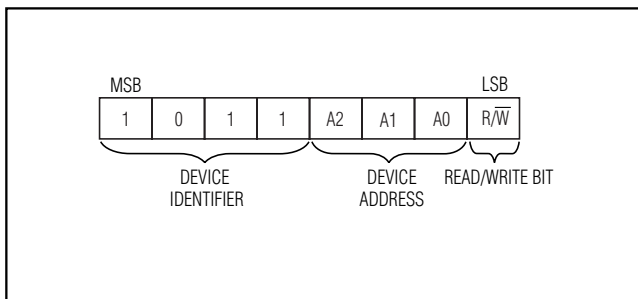 MSB LSB
1 0 1 1 A2 A1 A0 R/W̅
DEVICE DEVICE READ/WRITE BIT
IDENTIFIER ADDRESS